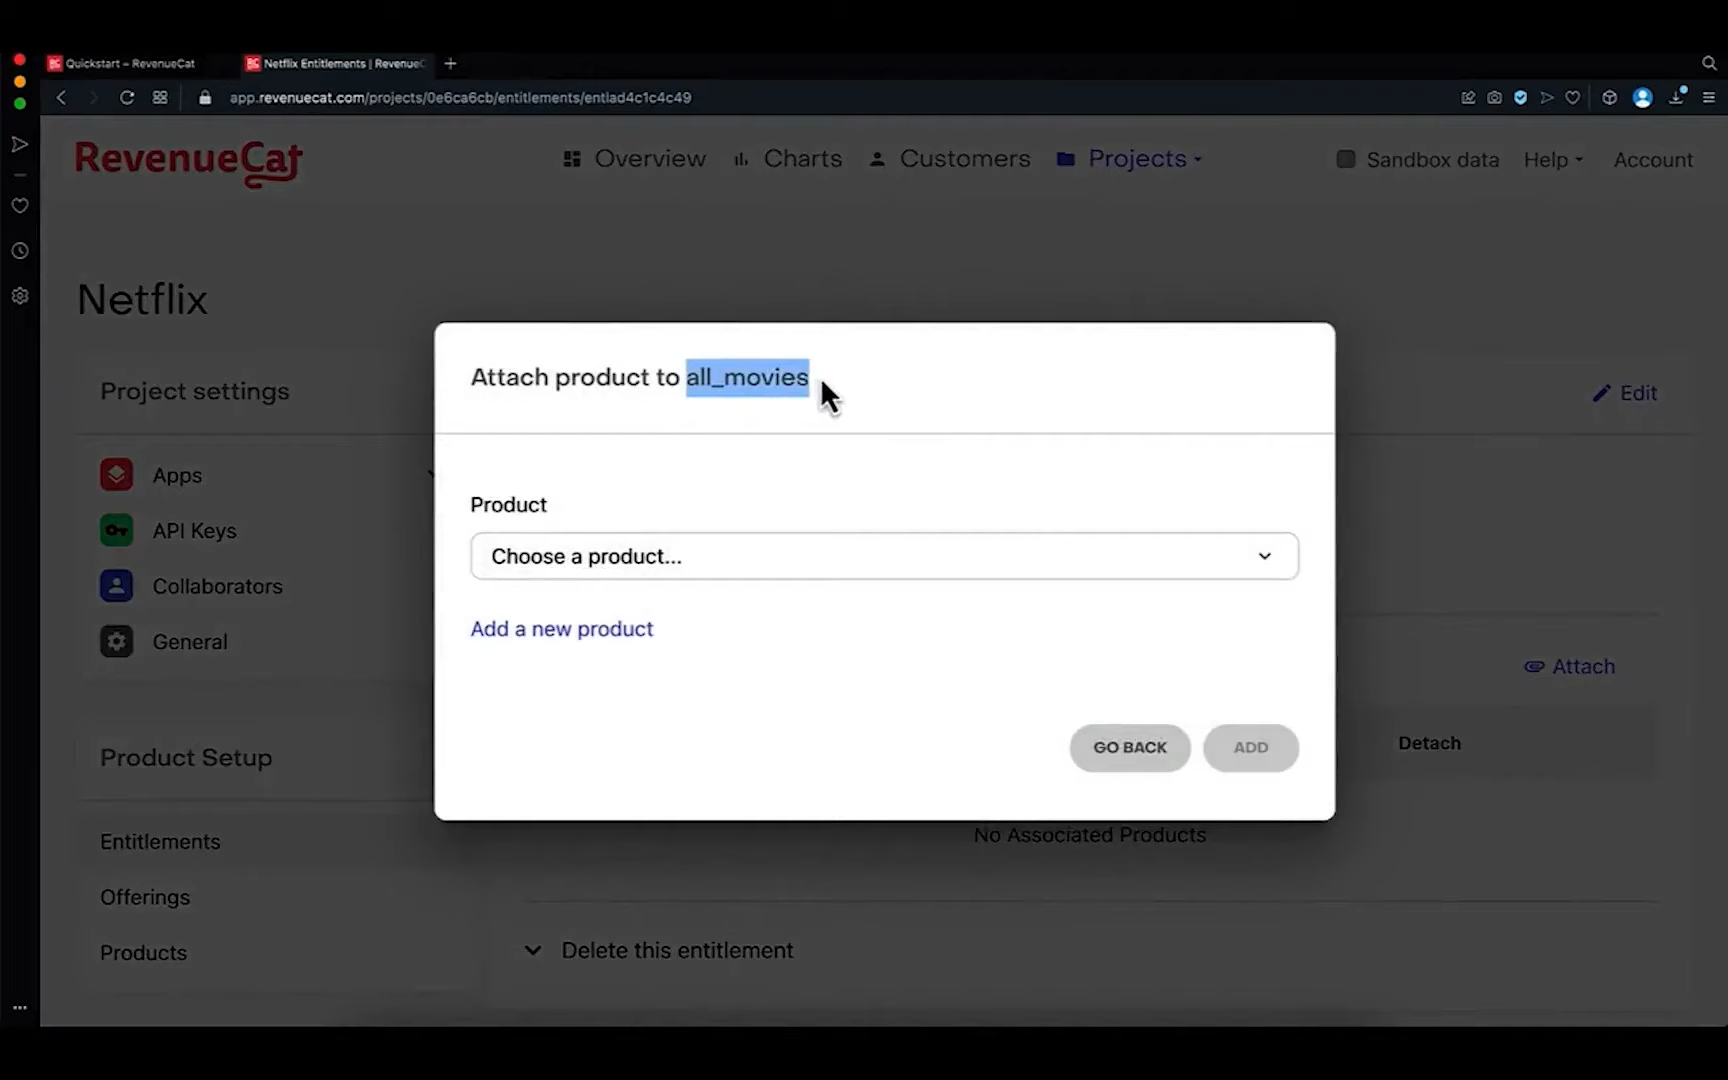 Quickstart – RevenueCat
Netflix Entitlements | RevenueC
app.revenuecat.com/projects/0e6ca6cb/entitlements/entlad4c1c4c49
RevenueCat
Overview
Charts
Customers
Projects
Sandbox data
Help
Account
Netflix
Project settings
Edit
Apps
API Keys
Collaborators
General
Attach product to all_movies
Product
Choose a product...
Add a new product
GO BACK
ADD
Attach
Detach
Product Setup
Entitlements
Offerings
Products
No Associated Products
Delete this entitlement